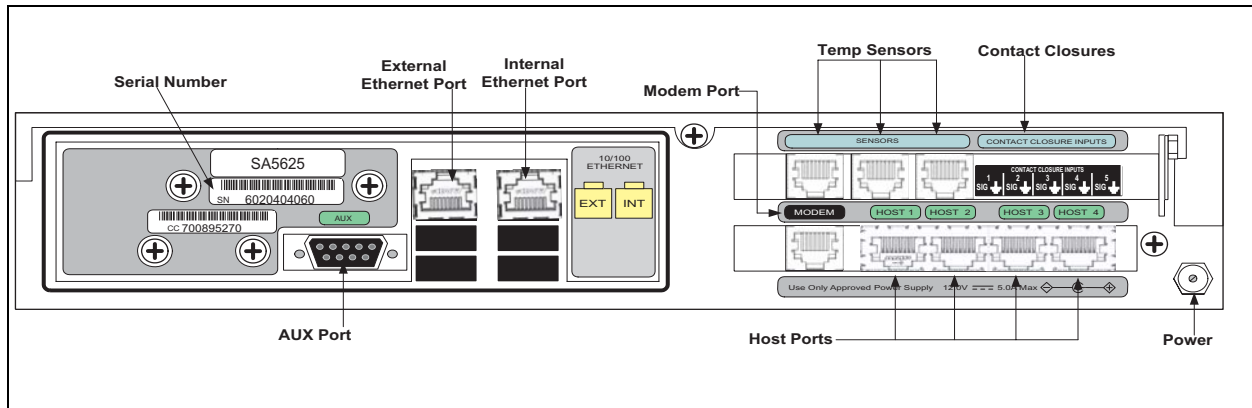 Temp Sensors
Contact Closures
External
Ethernet Port
Internal
Ethernet Port
Serial Number
Modem Port
SENSORS
CONTACT CLOSURE INPUTS
SA5625
10/100
ETHERNET
CONTACT CLOSURE INPUTS
1 2 3 4 5
SIG SIG SIG SIG SIG
SN 6020404060
EXT INT
AUX
MODEM HOST 1 HOST 2 HOST 3 HOST 4
CC 700895270
Use Only Approved Power Supply 12.0V 5.0A Max
AUX Port
Host Ports
Power